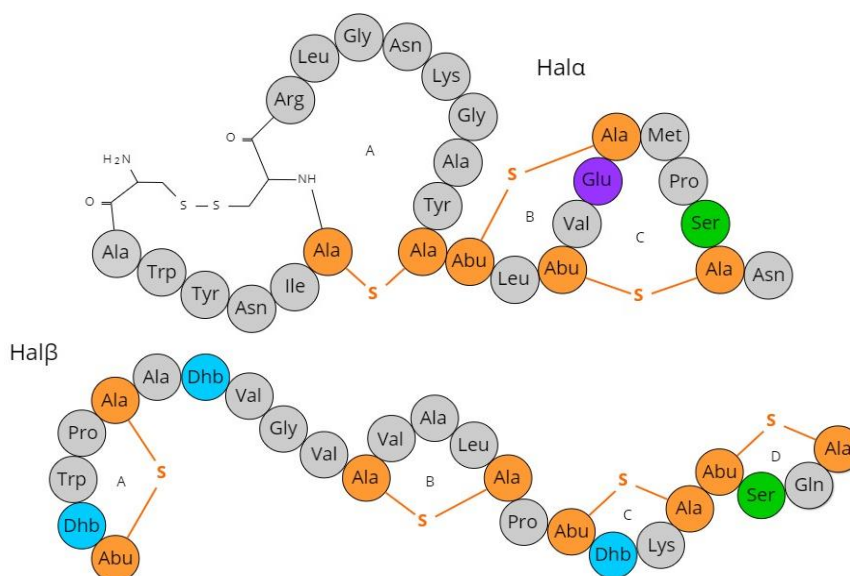 Halα
H₂N
O
S
S
O
NH
Ala
Trp
Tyr
Asn
Ile
Ala
S
Arg
Leu
Gly
Asn
Lys
Gly
Ala
Tyr
Ala
A
Abu
S
Leu
Abu
B
Val
Glu
Ala
Met
Pro
Ser
C
S
Ala
Asn
Halβ
Abu
Dhb
Trp
Pro
Ala
A
S
Ala
Dhb
Val
Gly
Val
Ala
Val
Ala
Leu
Ala
B
S
Pro
Abu
Dhb
Lys
Ala
C
S
Abu
Ser
Gln
Ala
D
S